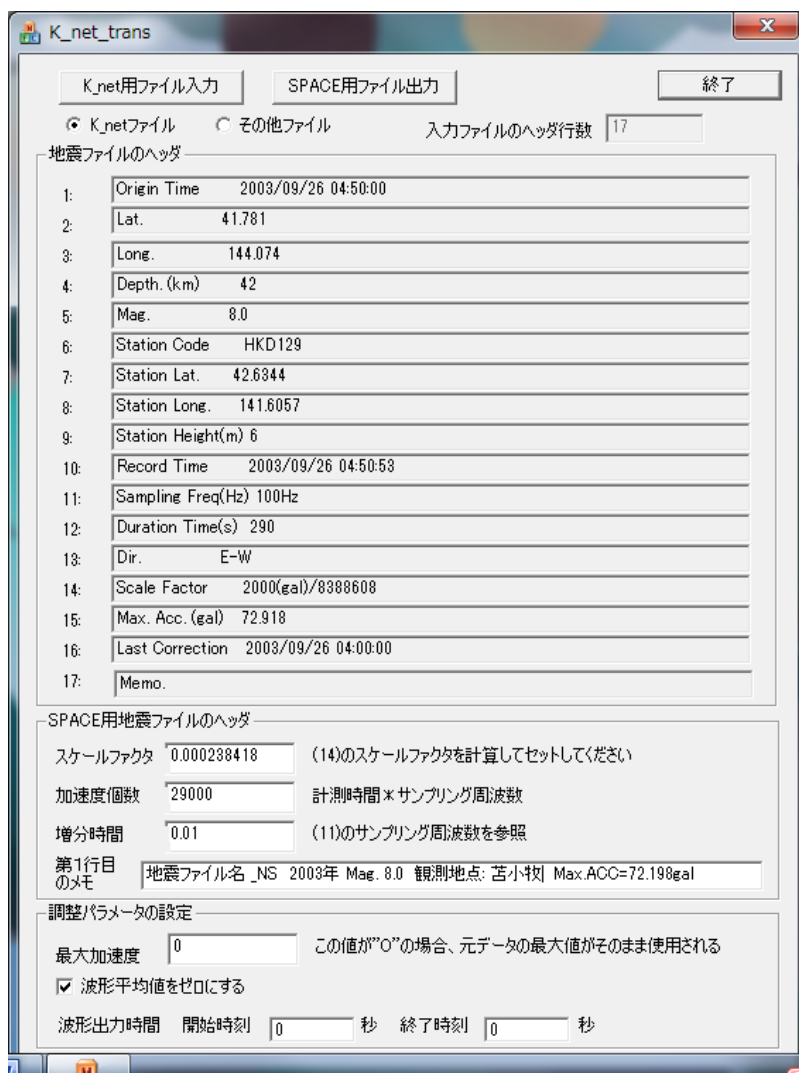 K_net_trans
K_net用ファイル入力 SPACE用ファイル出力 終了
K_netファイル その他ファイル 入力ファイルのヘッダ行数 17
地震ファイルのヘッダ
1: Origin Time 2003/09/26 04:50:00
2: Lat. 41.781
3: Long. 144.074
4: Depth. (km) 42
5: Mag. 8.0
6: Station Code HKD129
7: Station Lat. 42.6344
8: Station Long. 141.6057
9: Station Height(m) 6
10: Record Time 2003/09/26 04:50:53
11: Sampling Freq(Hz) 100Hz
12: Duration Time(s) 290
13: Dir. E-W
14: Scale Factor 2000(gal)/8388608
15: Max. Acc. (gal) 72.918
16: Last Correction 2003/09/26 04:00:00
17: Memo.
SPACE用地震ファイルのヘッダ
スケールファクタ 0.000238418 (14)のスケールファクタを計算してセットしてください
加速度個数 29000 計測時間*サンプリング周波数
増分時間 0.01 (11)のサンプリング周波数を参照
第1行目
のメモ 地震ファイル名 _NS 2003年 Mag. 8.0 観測地点: 苫小牧 Max.ACC=72.198gal
調整パラメータの設定
最大加速度 0 この値が"0"の場合、元データの最大値がそのまま使用される
波形平均値をゼロにする
波形出力時間 開始時刻 0 秒 終了時刻 0 秒